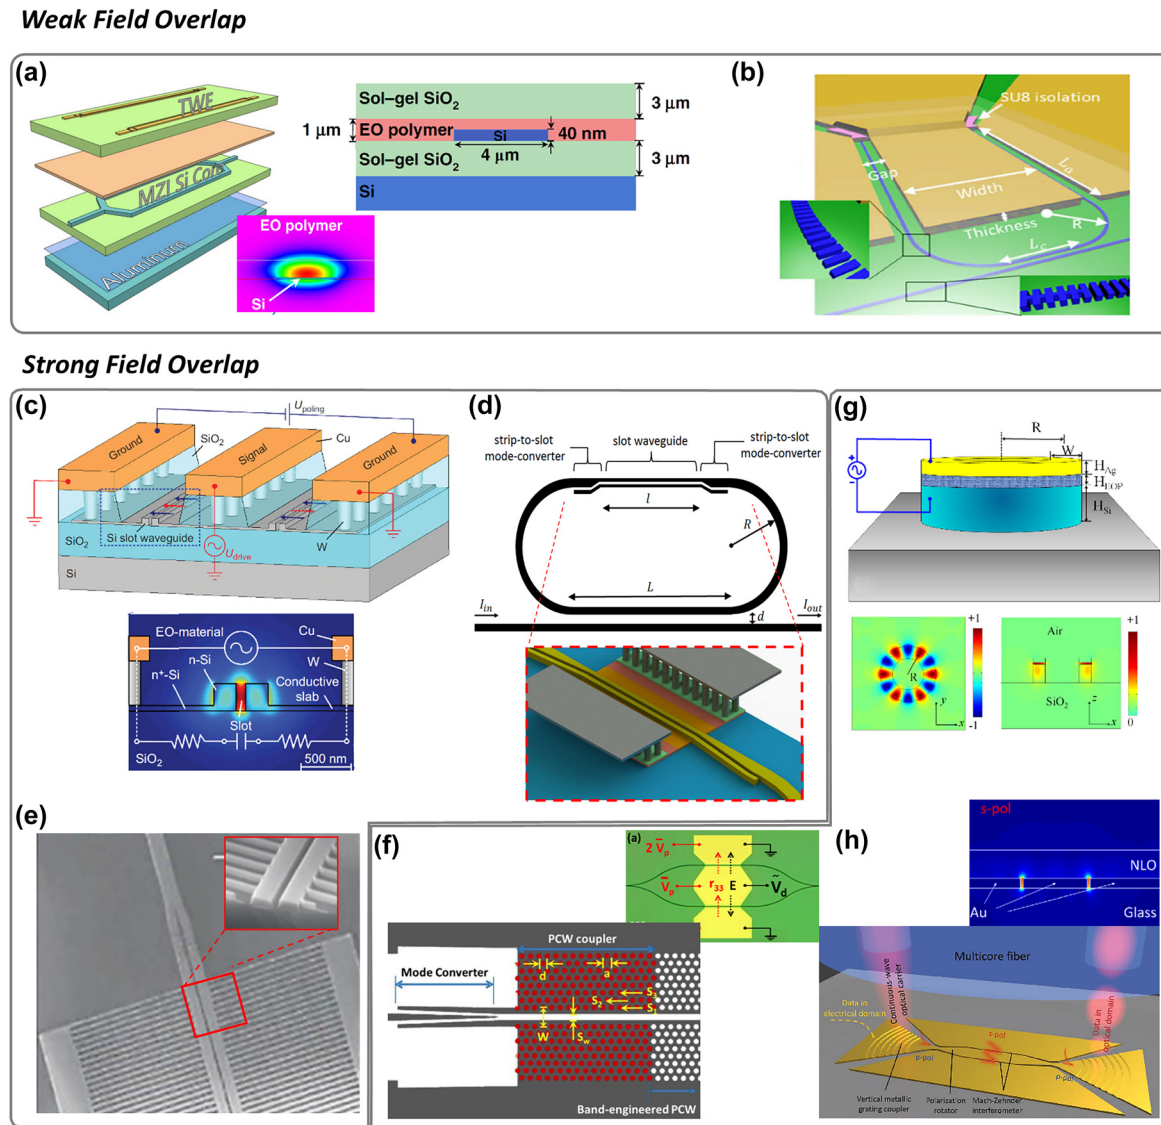 Weak Field Overlap
(a)
TWE
MZI Si Core
Aluminum
EO polymer
Si
Sol–gel SiO2
EO polymer
Si
Sol–gel SiO2
Si
1 μm
4 μm
40 nm
3 μm
3 μm
(b)
SU8 isolation
Gap
Width
La
Thickness
R
Lc
Strong Field Overlap
(c)
Upoling
Ground
SiO2
Signal
Cu
Ground
Si slot waveguide
SiO2
W
Udrive
Si
EO-material
Cu
n-Si
W
n+-Si
Conductive
slab
Slot
SiO2
500 nm
(d)
strip-to-slot
mode-converter
slot waveguide
strip-to-slot
mode-converter
l
R
L
Iin
d
Iout
(e)
(f)
(a)
2 V̄p
V̄p
r33
E
Ṽd
PCW coupler
Mode Converter
d
a
S3
S2
S1
W
Sw
Band-engineered PCW
(g)
R
W
HAg
HEOP
HSi
+1
R
y
x
-1
Air
SiO2
z
x
+1
0
(h)
s-pol
NLO
Au
Glass
Multicore fiber
Continuous-wave
optical carrier
Data in
electrical domain
s-pol
Data in
optical domain
p-pol
p-pol
Vertical metallic
grating coupler
Polarization
rotator
Mach-Zehnder
interferometer